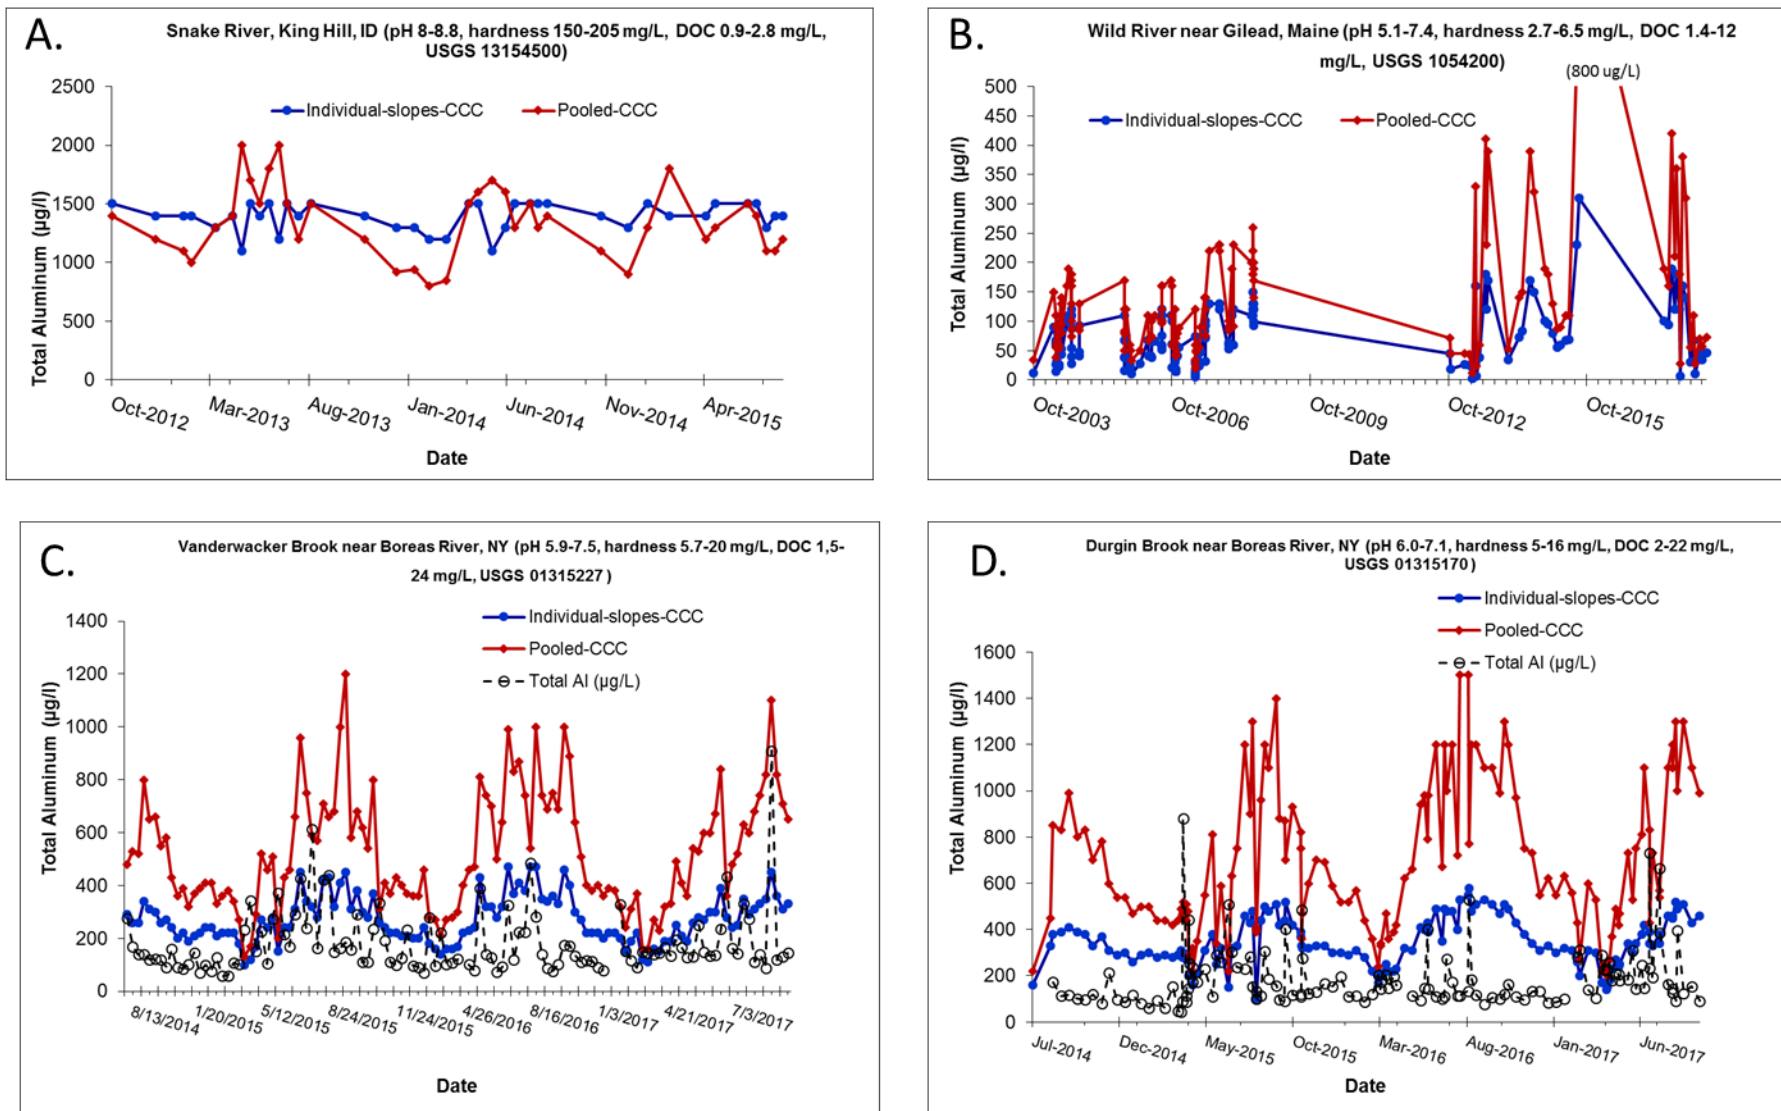 A.
Snake River, King Hill, ID (pH 8-8.8, hardness 150-205 mg/L, DOC 0.9-2.8 mg/L,
USGS 13154500)
Individual-slopes-CCC
Pooled-CCC
Total Aluminum (µg/l)
2500
2000
1500
1000
500
0
Oct-2012
Mar-2013
Aug-2013
Jan-2014
Jun-2014
Nov-2014
Apr-2015
Date
B.
Wild River near Gilead, Maine (pH 5.1-7.4, hardness 2.7-6.5 mg/L, DOC 1.4-12
mg/L, USGS 1054200)
(800 ug/L)
Individual-slopes-CCC
Pooled-CCC
Total Aluminum (µg/l)
500
450
400
350
300
250
200
150
100
50
0
Oct-2003
Oct-2006
Oct-2009
Oct-2012
Oct-2015
Date
C.
Vanderwacker Brook near Boreas River, NY (pH 5.9-7.5, hardness 5.7-20 mg/L, DOC 1,5-
24 mg/L, USGS 01315227)
Individual-slopes-CCC
Pooled-CCC
Total Al (µg/L)
Total Aluminum (µg/l)
1400
1200
1000
800
600
400
200
0
8/13/2014
1/20/2015
5/12/2015
8/24/2015
11/24/2015
4/26/2016
8/16/2016
1/3/2017
4/21/2017
7/3/2017
Date
D.
Durgin Brook near Boreas River, NY (pH 6.0-7.1, hardness 5-16 mg/L, DOC 2-22 mg/L,
USGS 01315170)
Individual-slopes-CCC
Pooled-CCC
Total Al (µg/L)
Total Aluminum (µg/l)
1600
1400
1200
1000
800
600
400
200
0
Jul-2014
Dec-2014
May-2015
Oct-2015
Mar-2016
Aug-2016
Jan-2017
Jun-2017
Date